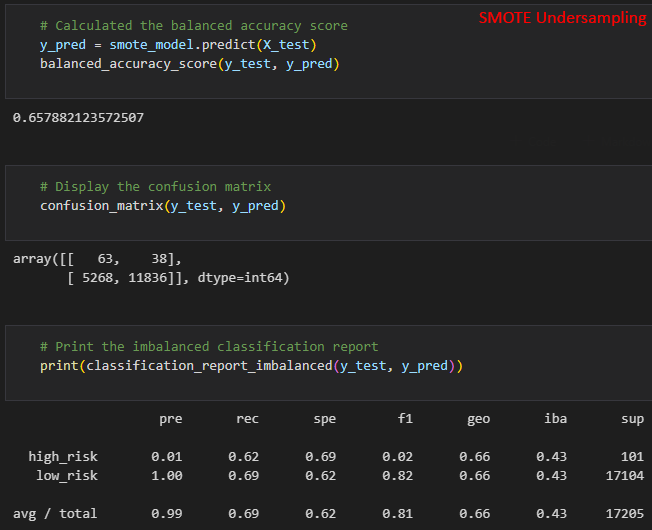 SMOTE Undersampling
# Calculated the balanced accuracy score
y_pred = smote_model.predict(X_test)
balanced_accuracy_score(y_test, y_pred)
0.657882123572507
# Display the confusion matrix
confusion_matrix(y_test, y_pred)
array([[   63,    38],
       [ 5268, 11836]], dtype=int64)
# Print the imbalanced classification report
print(classification_report_imbalanced(y_test, y_pred))
pre       rec       spe        f1       geo       iba       sup
high_risk       0.01      0.62      0.69      0.02      0.66      0.43       101
low_risk       1.00      0.69      0.62      0.82      0.66      0.43     17104
avg / total       0.99      0.69      0.62      0.81      0.66      0.43     17205